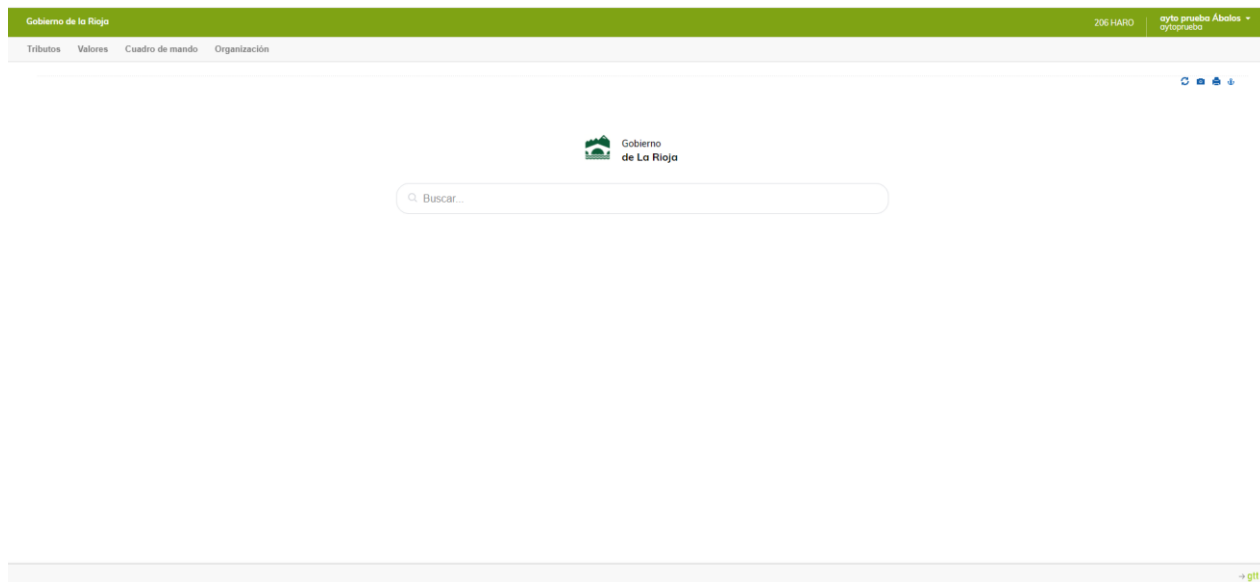 Gobierno de la Rioja
206 HARO
ayto prueba Ábalos
aytoprueba
Tributos Valores Cuadro de mando Organización
Gobierno
de La Rioja
Buscar...
gtt